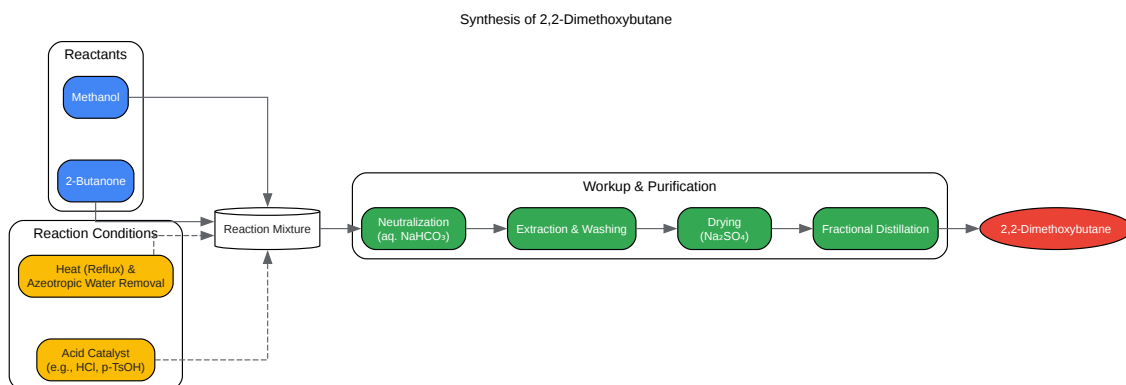 Synthesis of 2,2-Dimethoxybutane
Reactants
Methanol
2-Butanone
Reaction Conditions
Heat (Reflux) &
Azeotropic Water Removal
Acid Catalyst
(e.g., HCl, p-TsOH)
Reaction Mixture
Workup & Purification
Neutralization
(aq. NaHCO₃)
Extraction & Washing
Drying
(Na₂SO₄)
Fractional Distillation
2,2-Dimethoxybutane